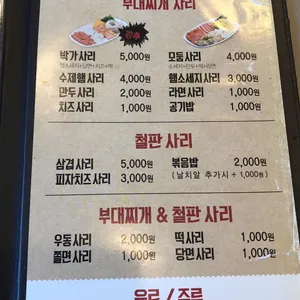 부대찌개 사리
강추
박가사리 5,000원
모둠사리 4,000원
수제햄사리 4,000원
햄소세지사리 3,000원
만두사리 2,000원
라면사리 1,000원
치즈사리 1,000원
공기밥 1,000원
철판 사리
삼겹사리 5,000원
볶음밥 2,000원
피자치즈사리 3,000원
(날치알 추가시 + 1,000원)
부대찌개 & 철판 사리
우동사리 2,000원
떡사리 1,000원
쫄면사리 1,000원
당면사리 1,000원
음료 / 주류